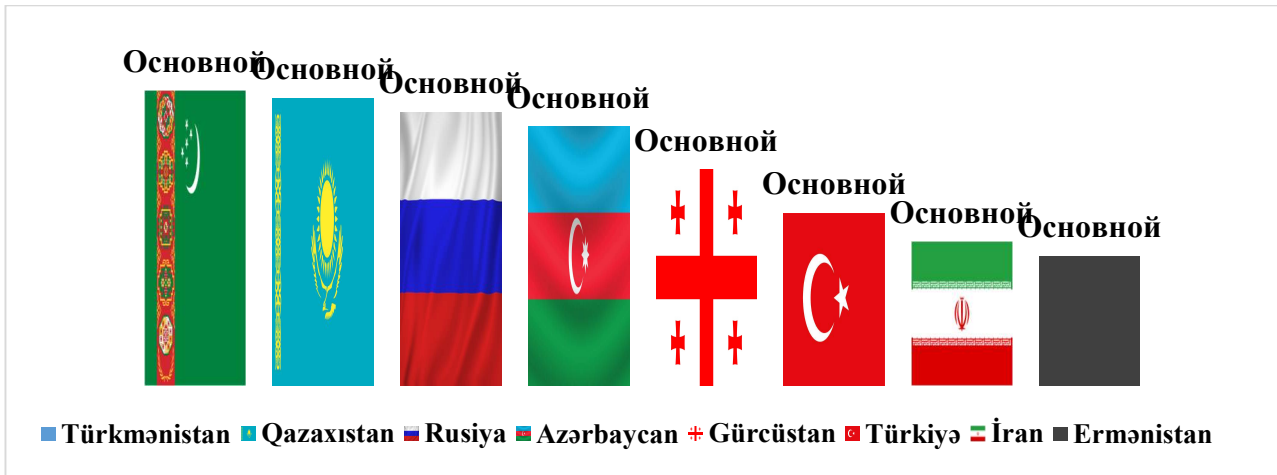 Основной
Основной
Основной
Основной
Основной
Основной
Основной
Основной
Türkmənistan Qazaxıstan Rusiya Azərbaycan Gürcüstan Türkiyə İran Ermənistan